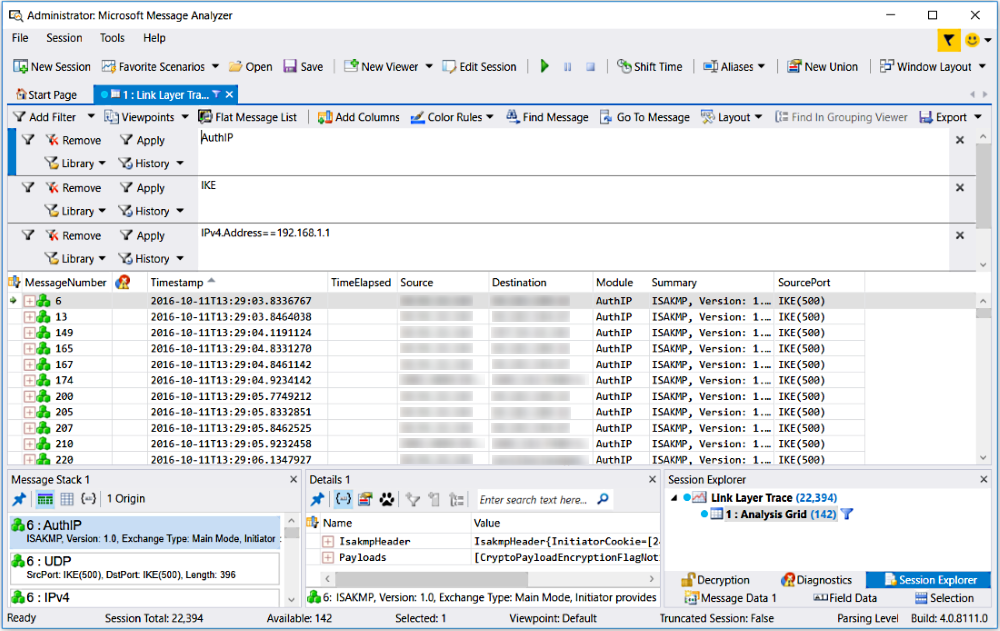 Administrator: Microsoft Message Analyzer
File Session Tools Help
New Session Favorite Scenarios Open Save New Viewer Edit Session Shift Time Aliases New Union Window Layout
Start Page 1 : Link Layer Tra...
Add Filter Viewpoints Flat Message List Add Columns Color Rules Find Message Go To Message Layout Find In Grouping Viewer Export
Remove Apply AuthIP
Library History
Remove Apply IKE
Library History
Remove Apply IPv4.Address==192.168.1.1
Library History
MessageNumber Timestamp TimeElapsed Source Destination Module Summary SourcePort
6 2016-10-11T13:29:03.8336767 AuthIP ISAKMP, Version: 1.... IKE(500)
13 2016-10-11T13:29:03.8464038 AuthIP ISAKMP, Version: 1.... IKE(500)
149 2016-10-11T13:29:04.1191124 AuthIP ISAKMP, Version: 1.... IKE(500)
165 2016-10-11T13:29:04.8331270 AuthIP ISAKMP, Version: 1.... IKE(500)
167 2016-10-11T13:29:04.8461142 AuthIP ISAKMP, Version: 1.... IKE(500)
174 2016-10-11T13:29:04.9234142 AuthIP ISAKMP, Version: 1.... IKE(500)
200 2016-10-11T13:29:05.7749212 AuthIP ISAKMP, Version: 1.... IKE(500)
205 2016-10-11T13:29:05.8332851 AuthIP ISAKMP, Version: 1.... IKE(500)
207 2016-10-11T13:29:05.8462525 AuthIP ISAKMP, Version: 1.... IKE(500)
210 2016-10-11T13:29:05.9232458 AuthIP ISAKMP, Version: 1.... IKE(500)
220 2016-10-11T13:29:06.1347927 AuthIP ISAKMP, Version: 1.... IKE(500)
Message Stack 1
1 Origin
6 : AuthIP
ISAKMP, Version: 1.0, Exchange Type: Main Mode, Initiator
6 : UDP
SrcPort: IKE(500), DstPort: IKE(500), Length: 396
6 : IPv4
Details 1
Enter search text here...
Name Value
IsakmpHeader IsakmpHeader{InitiatorCookie=[2
Payloads [CryptoPayloadEncryptionFlagNot
6: ISAKMP, Version: 1.0, Exchange Type: Main Mode, Initiator provides
Session Explorer
Link Layer Trace (22,394)
1 : Analysis Grid (142)
Decryption Diagnostics Session Explorer
Message Data 1 Field Data Selection
Ready Session Total: 22,394 Available: 142 Selected: 1 Viewpoint: Default Truncated Session: False Parsing Level Build: 4.0.8111.0